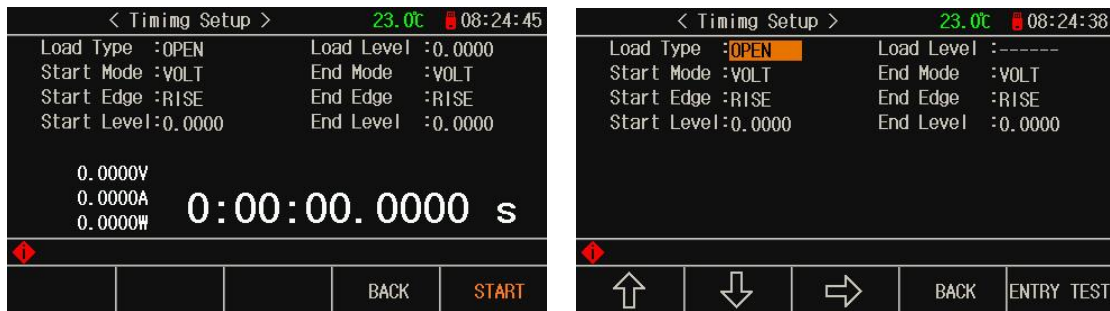 < Timimg Setup > 23.0℃ 08:24:45
Load Type :OPEN Load Level :0.0000
Start Mode :VOLT End Mode :VOLT
Start Edge :RISE End Edge :RISE
Start Level:0.0000 End Level :0.0000
0.0000V
0.0000A
0.0000W
0:00:00.0000 s
BACK START
< Timimg Setup > 23.0℃ 08:24:38
Load Type :OPEN Load Level :------
Start Mode :VOLT End Mode :VOLT
Start Edge :RISE End Edge :RISE
Start Level:0.0000 End Level :0.0000
BACK ENTRY TEST